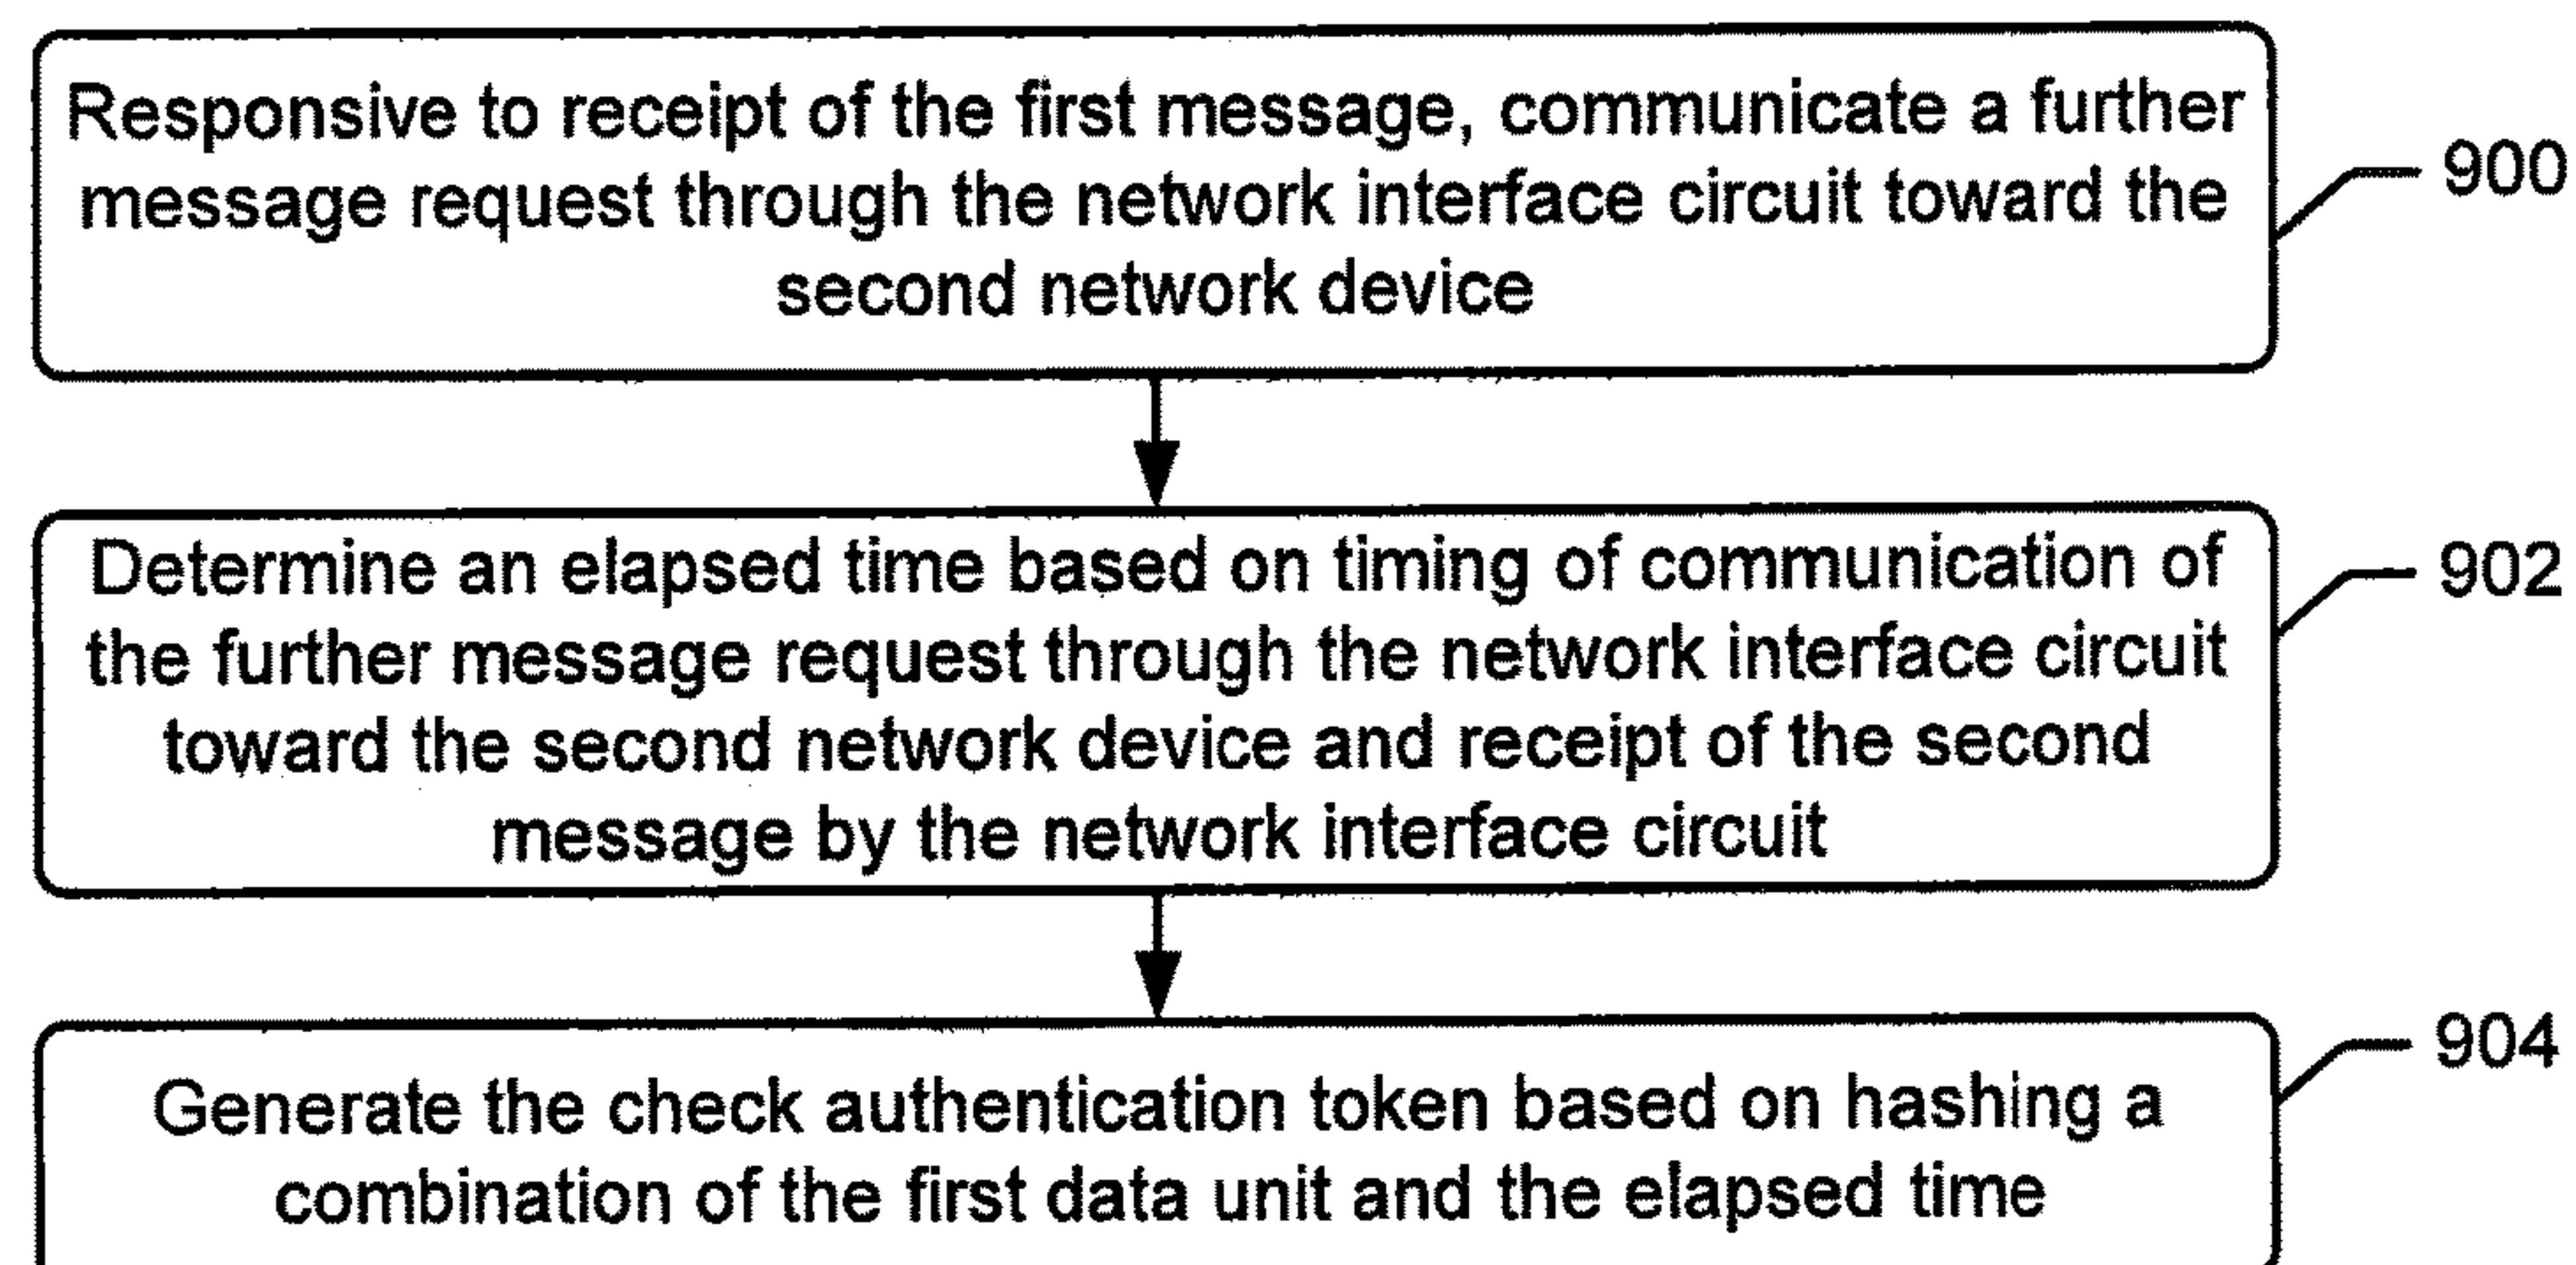 Responsive to receipt of the first message, communicate a further
message request through the network interface circuit toward the
second network device
900
Determine an elapsed time based on timing of communication of
the further message request through the network interface circuit
toward the second network device and receipt of the second
message by the network interface circuit
902
Generate the check authentication token based on hashing a
combination of the first data unit and the elapsed time
904